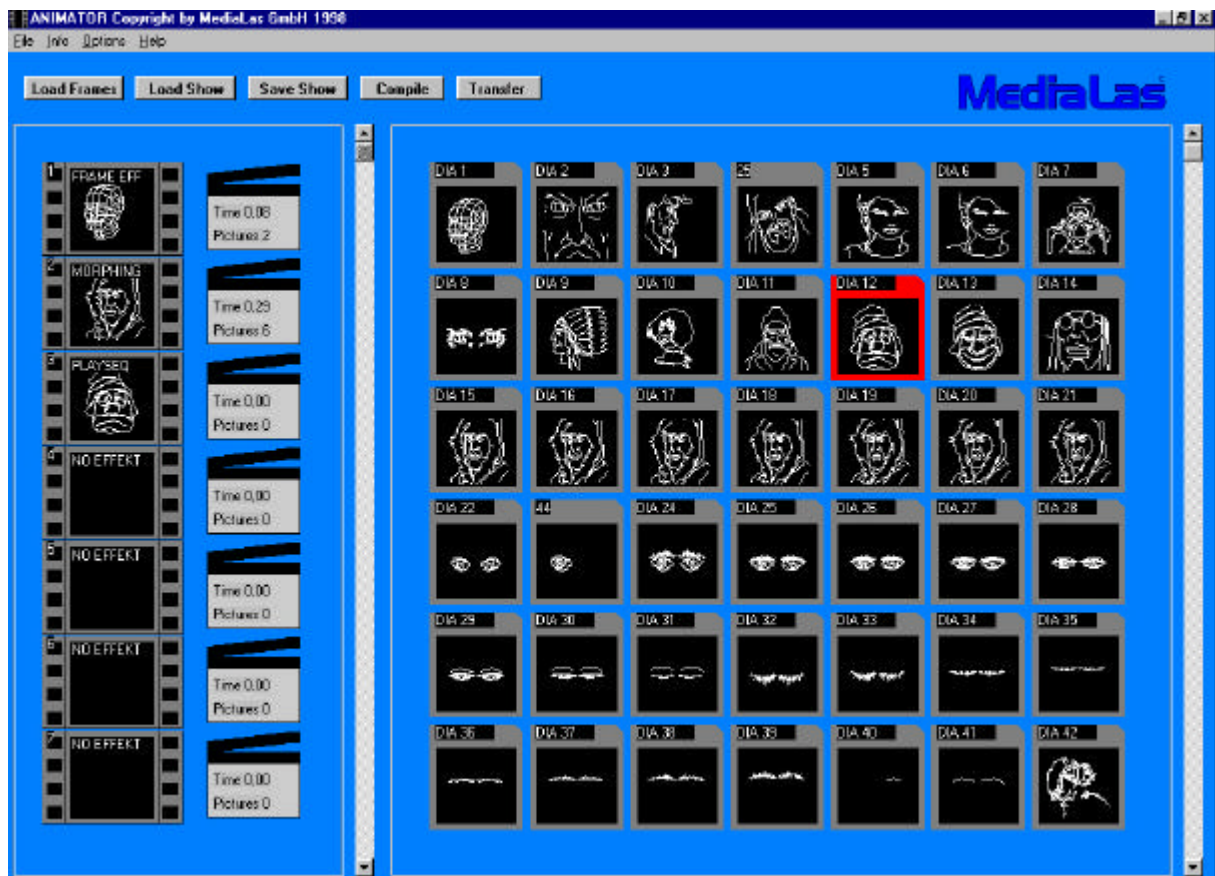 ANIMATOR Copyright by MediaLas GmbH 1998
File Info Options Help
Load Frames Load Show Save Show Compile Transfer
MediaLas
1 FRAME EFF
Time 0,08
Pictures 2
2 MORPHING
Time 0,29
Pictures 6
3 PLAYSEQ
Time 0,00
Pictures 0
4 NO EFFEKT
Time 0,00
Pictures 0
5 NO EFFEKT
Time 0,00
Pictures 0
6 NO EFFEKT
Time 0,00
Pictures 0
7 NO EFFEKT
Time 0,00
Pictures 0
DIA 1 DIA 2 DIA 3 25 DIA 5 DIA 6 DIA 7
DIA 8 DIA 9 DIA 10 DIA 11 DIA 12 DIA 13 DIA 14
DIA 15 DIA 16 DIA 17 DIA 18 DIA 19 DIA 20 DIA 21
DIA 22 44 DIA 24 DIA 25 DIA 26 DIA 27 DIA 28
DIA 29 DIA 30 DIA 31 DIA 32 DIA 33 DIA 34 DIA 35
DIA 36 DIA 37 DIA 38 DIA 39 DIA 40 DIA 41 DIA 42